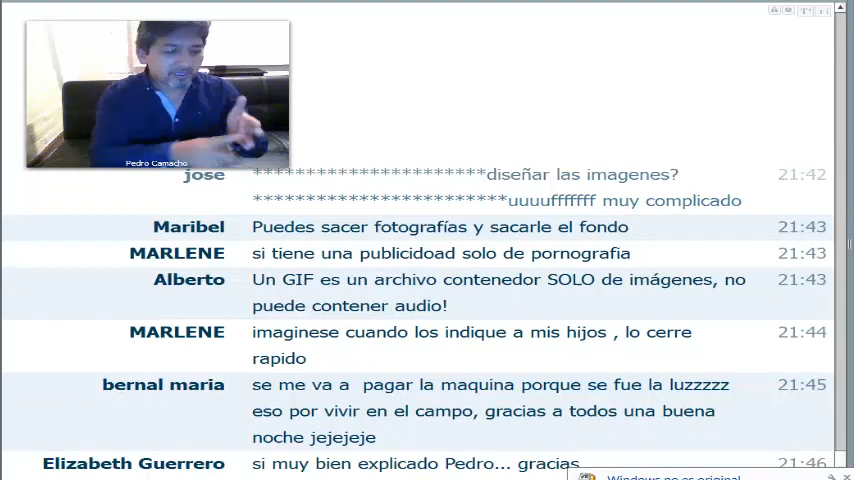 Pedro Camacho
jose ***********************diseñar las imagenes? 21:42
*************************uuuufffffff muy complicado
Maribel Puedes sacer fotografías y sacarle el fondo 21:43
MARLENE si tiene una publicidoad solo de pornografia 21:43
Alberto Un GIF es un archivo contenedor SOLO de imágenes, no 21:43
puede contener audio!
MARLENE imaginese cuando los indique a mis hijos , lo cerre 21:44
rapido
bernal maria se me va a pagar la maquina porque se fue la luzzzzz 21:45
eso por vivir en el campo, gracias a todos una buena
noche jejejeje
Elizabeth Guerrero si muy bien explicado Pedro... gracias 21:46
Windows no es original